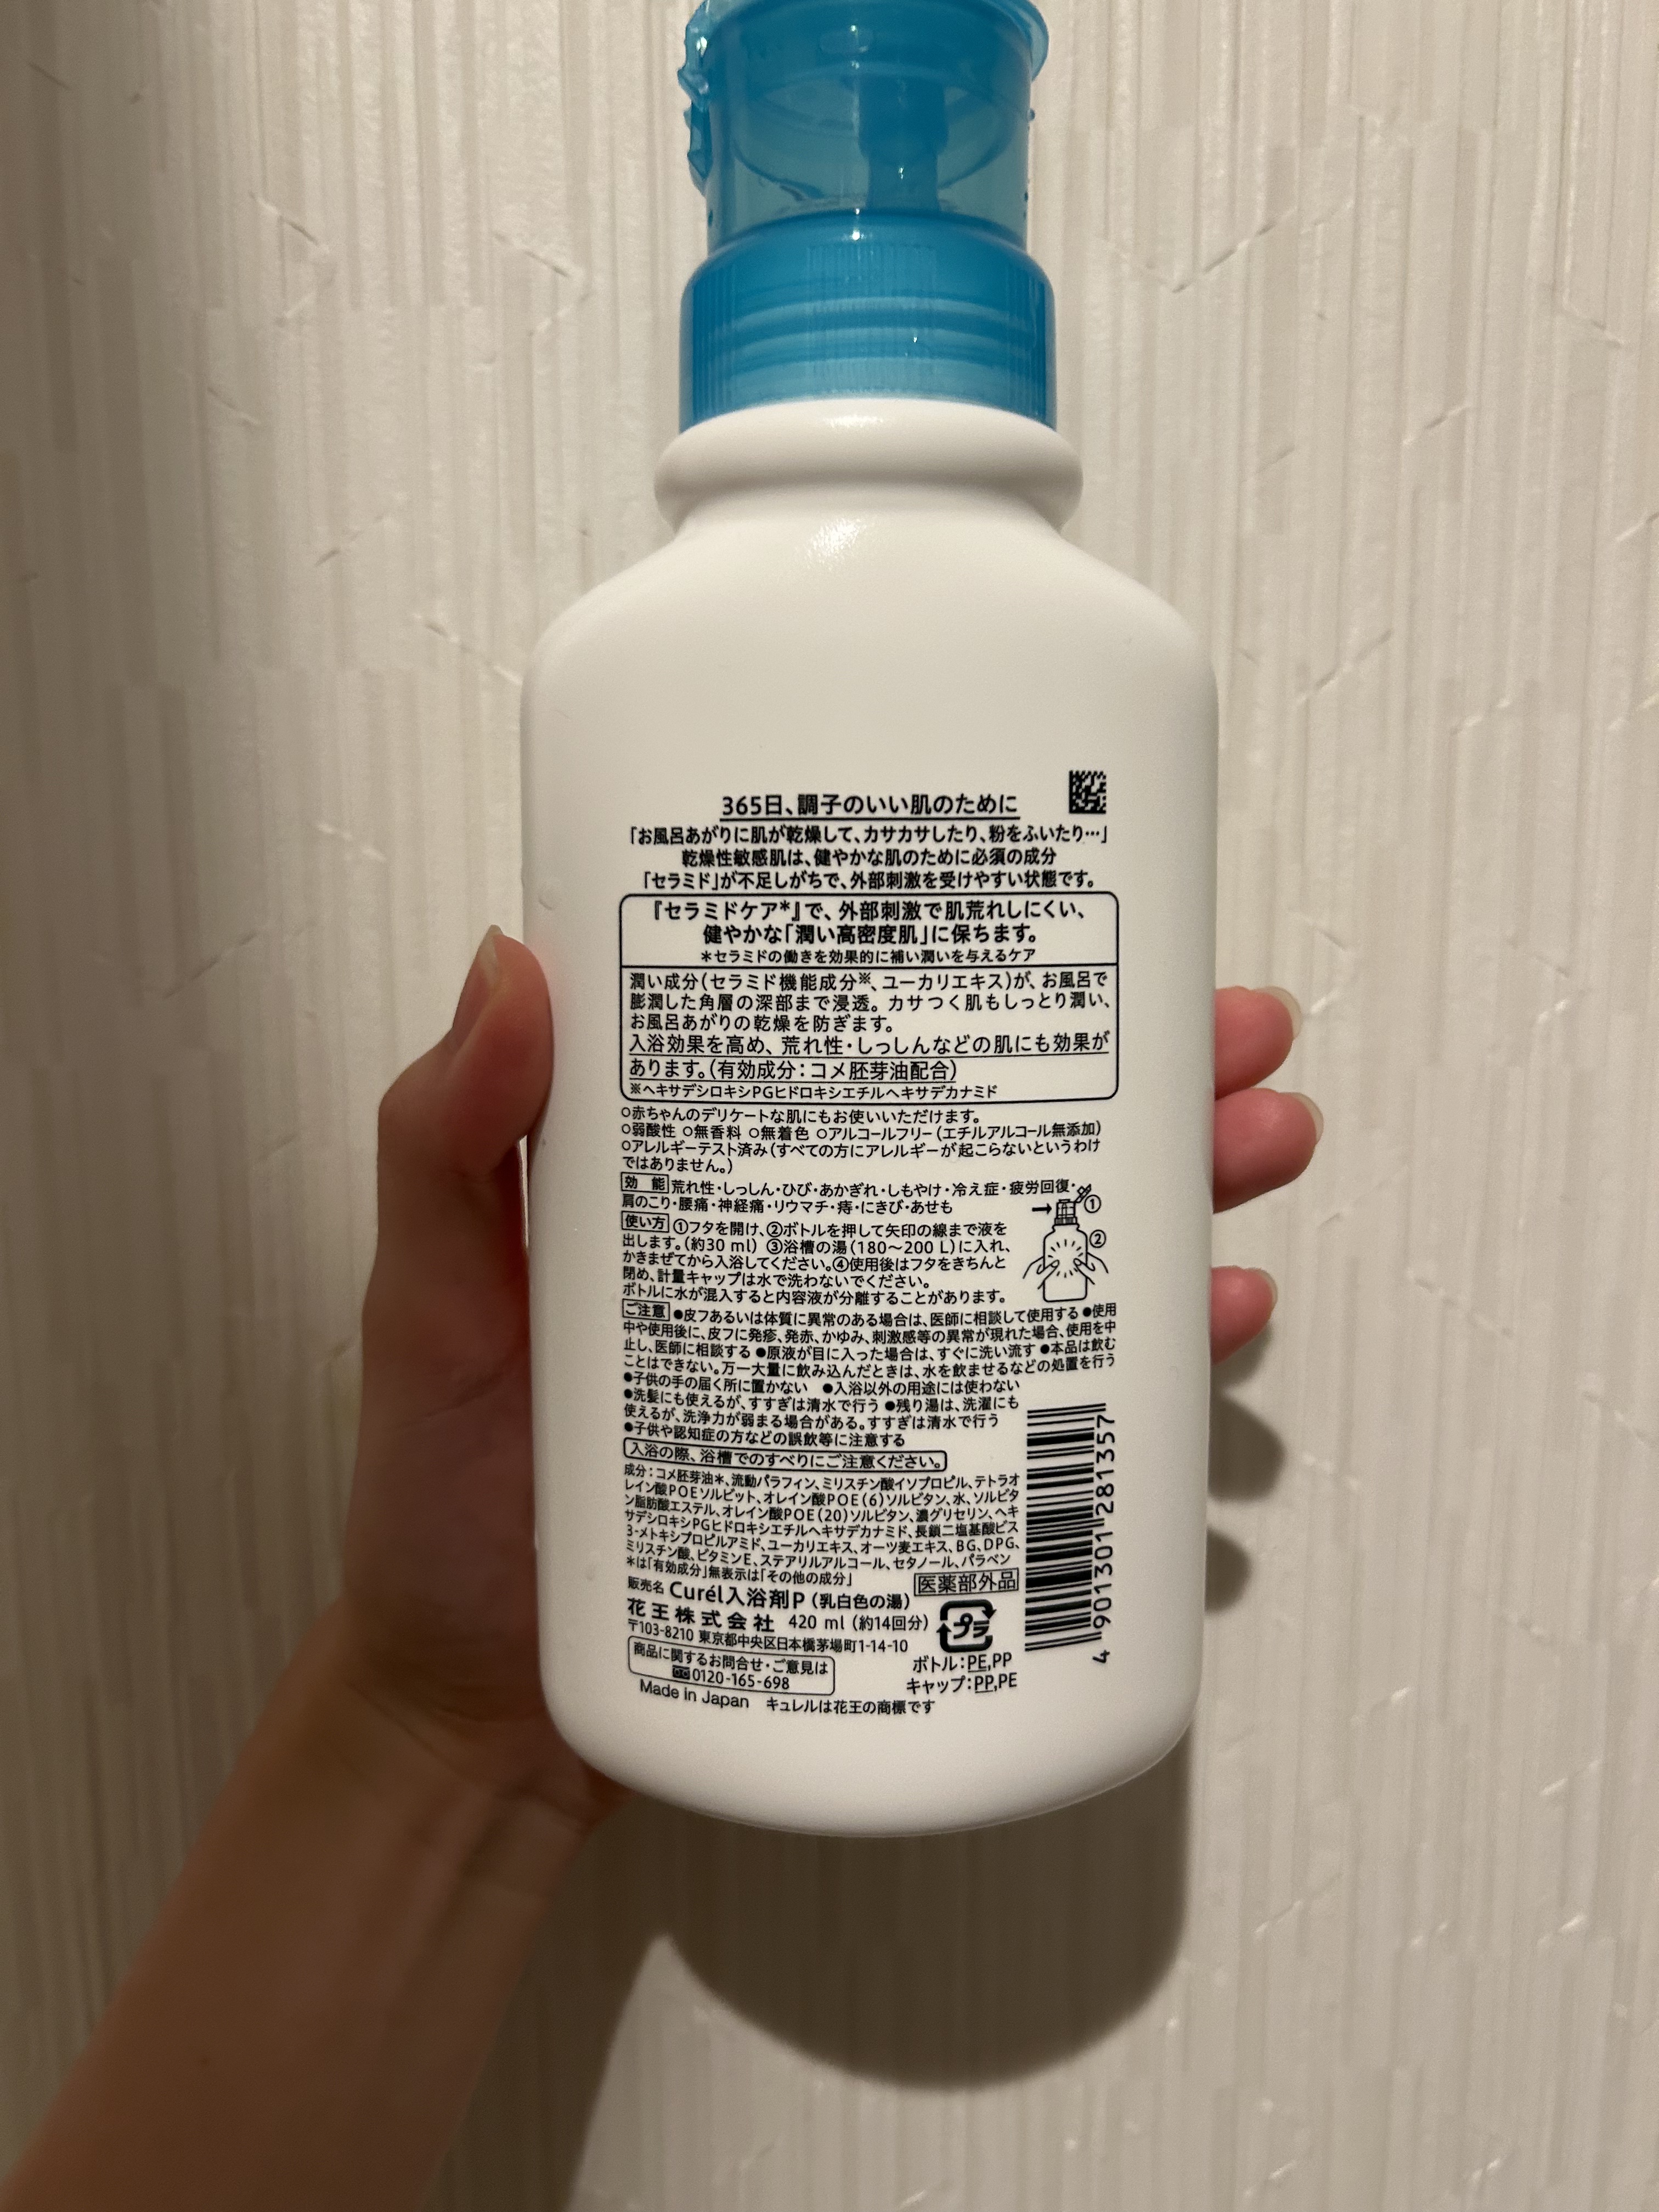 365日、調子のいい肌のために
「お風呂あがりに肌が乾燥して、カサカサしたり、粉をふいたり…」
乾燥性敏感肌は、健やかな肌のために必須の成分
「セラミド」が不足しがちで、外部刺激を受けやすい状態です。
『セラミドケア*』で、外部刺激で肌荒れしにくい、
健やかな「潤い高密度肌」に保ちます。
*セラミドの働きを効果的に補い潤いを与えるケア
潤い成分(セラミド機能成分※、ユーカリエキス)が、お風呂で
膨潤した角層の深部まで浸透。カサつく肌もしっとり潤い、
お風呂あがりの乾燥を防ぎます。
入浴効果を高め、荒れ性・しっしんなどの肌にも効果が
あります。(有効成分:コメ胚芽油配合)
※ヘキサデシロキシPGヒドロキシエチルヘキサデカナミド
○赤ちゃんのデリケートな肌にもお使いいただけます。
○弱酸性 ○無香料 ○無着色 ○アルコールフリー(エチルアルコール無添加)
○アレルギーテスト済み(すべての方にアレルギーが起こらないというわけ
ではありません。)
効 能 荒れ性・しっしん・ひび・あかぎれ・しもやけ・冷え症・疲労回復・
肩のこり・腰痛・神経痛・リウマチ・痔・にきび・あせも
①
②
使い方 ①フタを開け、②ボトルを押して矢印の線まで液を
出します。(約30 ml) ③浴槽の湯(180~200 L)に入れ、
かきまぜてから入浴してください。④使用後はフタをきちんと
閉め、計量キャップは水で洗わないでください。
ボトルに水が混入すると内容液が分離することがあります。
ご注意 ●皮フあるいは体質に異常のある場合は、医師に相談して使用する ●使用
中や使用後に、皮フに発疹、発赤、かゆみ、刺激感等の異常が現れた場合、使用を中
止し、医師に相談する ●原液が目に入った場合は、すぐに洗い流す ●本品は飲む
ことはできない。万一大量に飲み込んだときは、水を飲ませるなどの処置を行う
●子供の手の届く所に置かない ●入浴以外の用途には使わない
●洗髪にも使えるが、すすぎは清水で行う ●残り湯は、洗濯にも
使えるが、洗浄力が弱まる場合がある。すすぎは清水で行う
●子供や認知症の方などの誤飲等に注意する
入浴の際、浴槽でのすべりにご注意ください。
成分:コメ胚芽油*、流動パラフィン、ミリスチン酸イソプロピル、テトラオ
レイン酸POEソルビット、オレイン酸POE(6)ソルビタン、水、ソルビタ
ン脂肪酸エステル、オレイン酸POE(20)ソルビタン、濃グリセリン、ヘキ
サデシロキシPGヒドロキシエチルヘキサデカナミド、長鎖二塩基酸ビス
3-メトキシプロピルアミド、ユーカリエキス、オーツ麦エキス、BG、DPG、
ミリスチン酸、ビタミンE、ステアリルアルコール、セタノール、パラベン
*は「有効成分」無表示は「その他の成分」
医薬部外品
販売名 Curél入浴剤P (乳白色の湯)
花王株式会社 420 ml (約14回分)
〒103-8210 東京都中央区日本橋茅場町1-14-10
商品に関するお問合せ・ご意見は
0120-165-698
プラ
ボトル:PE,PP
キャップ:PP,PE
Made in Japan キュレルは花王の商標です
4 901301 281357